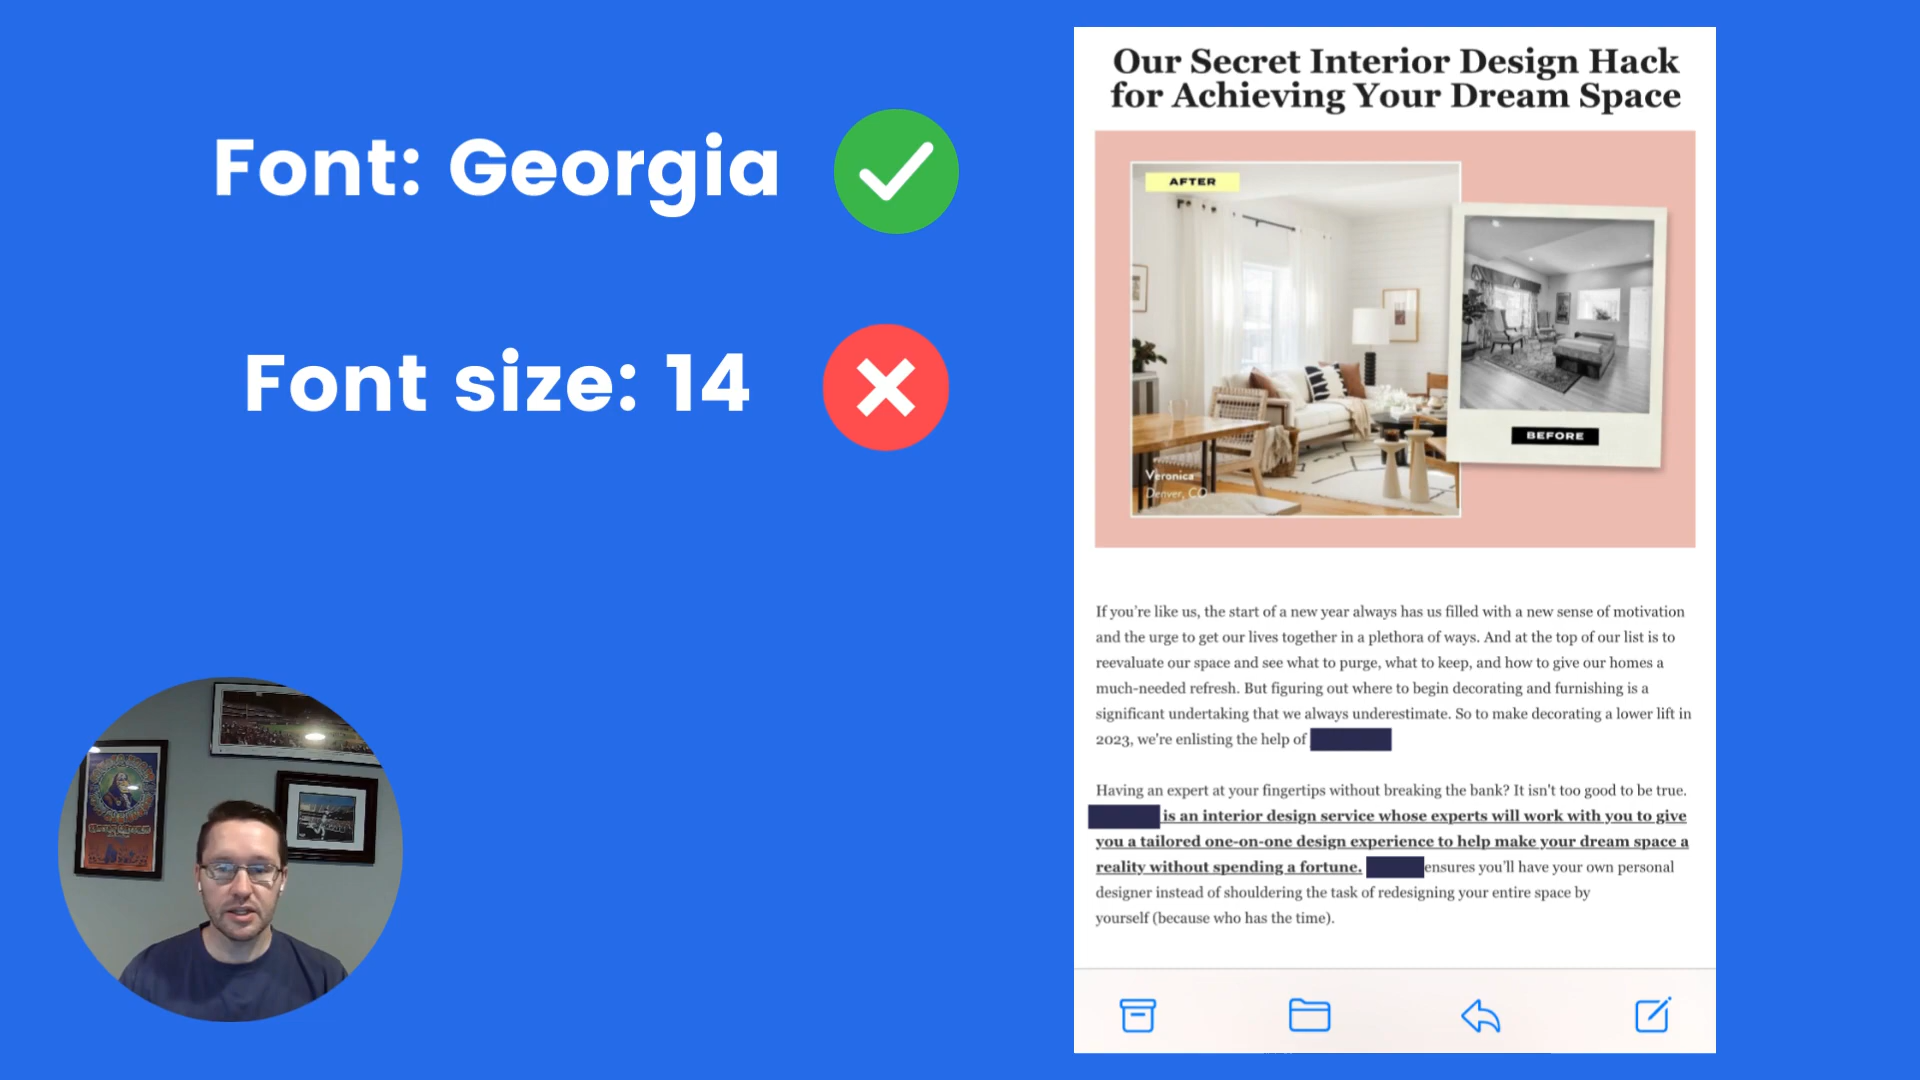 Font: Georgia
Font size: 14
Our Secret Interior Design Hack
for Achieving Your Dream Space
AFTER
BEFORE
Veronica
Denver, CO
If you’re like us, the start of a new year always has us filled with a new sense of motivation
and the urge to get our lives together in a plethora of ways. And at the top of our list is to
reevaluate our space and see what to purge, what to keep, and how to give our homes a
much-needed refresh. But figuring out where to begin decorating and furnishing is a
significant undertaking that we always underestimate. So to make decorating a lower lift in
2023, we're enlisting the help of
Having an expert at your fingertips without breaking the bank? It isn't too good to be true.
is an interior design service whose experts will work with you to give
you a tailored one-on-one design experience to help make your dream space a
reality without spending a fortune. ensures you’ll have your own personal
designer instead of shouldering the task of redesigning your entire space by
yourself (because who has the time).